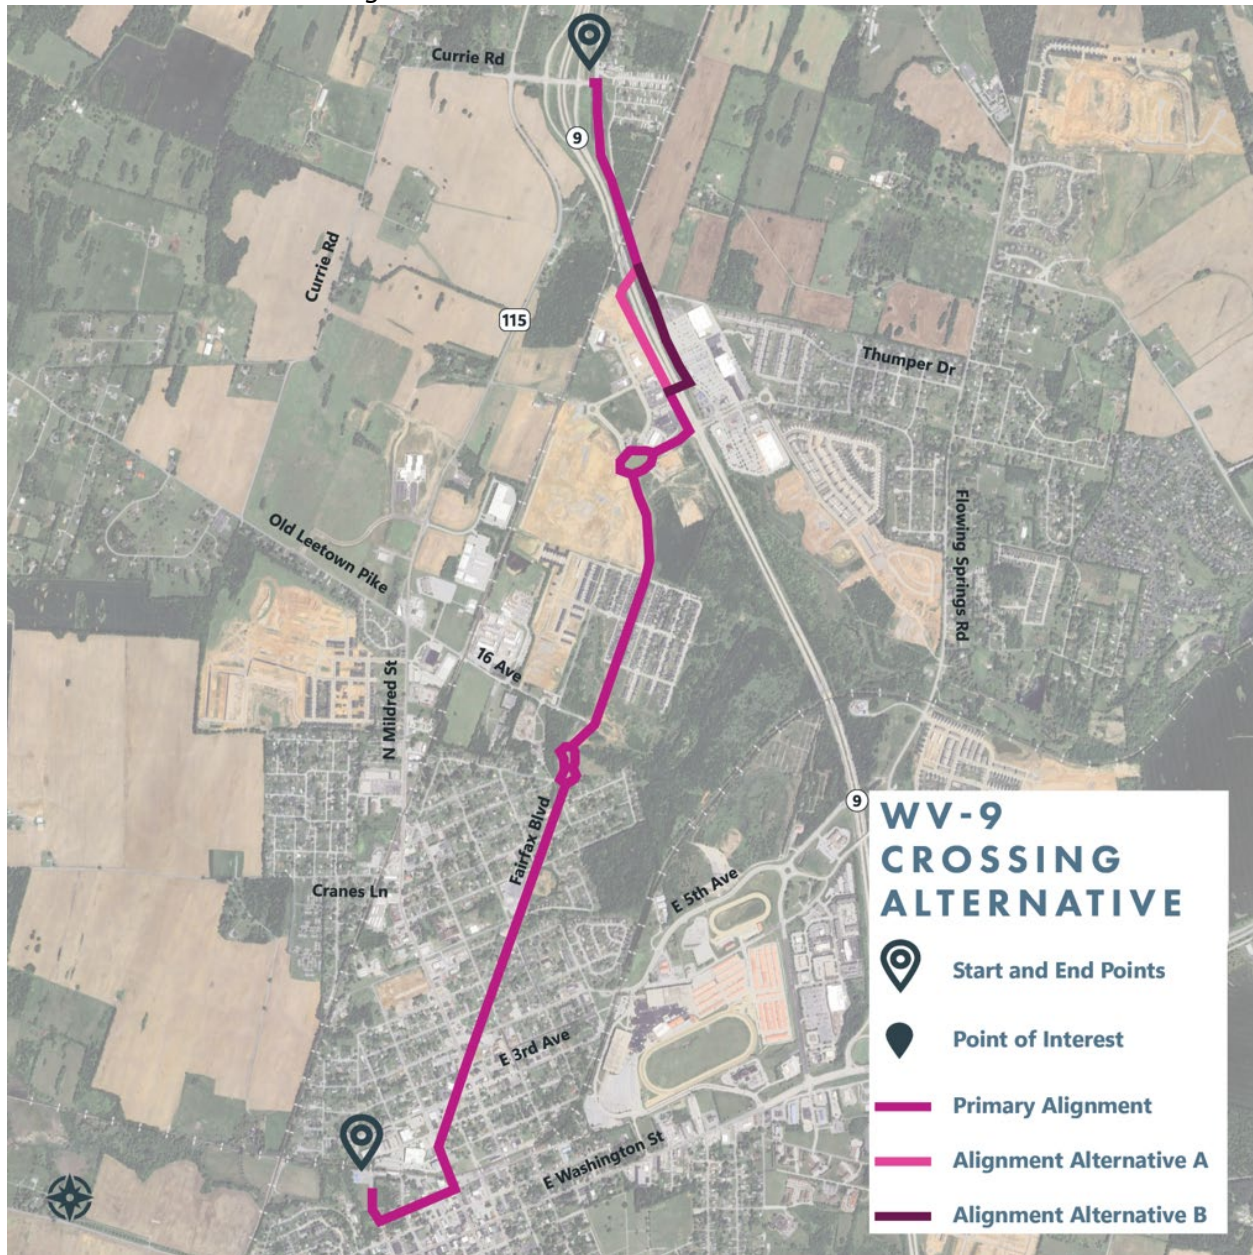 Currie Rd
9
Currie Rd
115
Thumper Dr
Old Leetown Pike
Flowing Springs Rd
16 Ave
N Mildred St
9
Fairfax Blvd
Cranes Ln
E 5th Ave
E 3rd Ave
E Washington St
WV-9
CROSSING
ALTERNATIVE
Start and End Points
Point of Interest
Primary Alignment
Alignment Alternative A
Alignment Alternative B